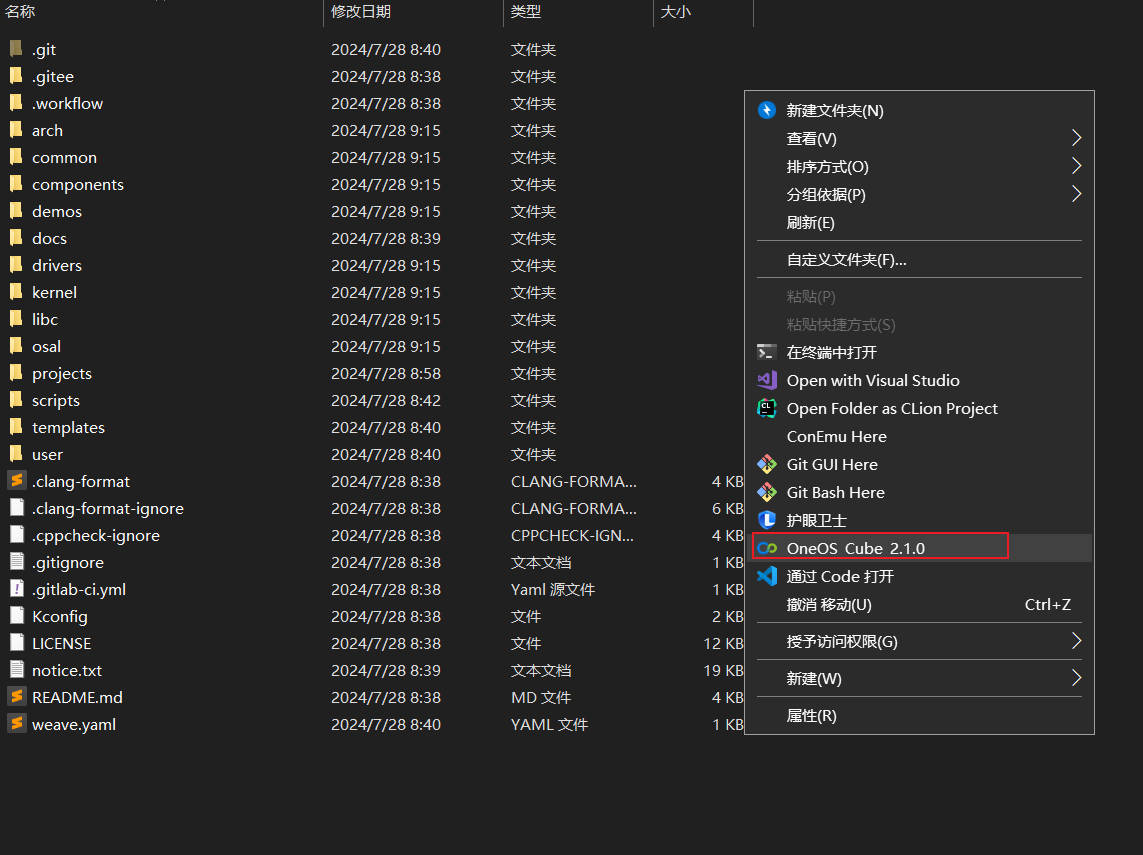 名称 修改日期 类型 大小
.git 2024/7/28 8:40 文件夹
.gitee 2024/7/28 8:38 文件夹
.workflow 2024/7/28 8:38 文件夹
arch 2024/7/28 9:15 文件夹
common 2024/7/28 9:15 文件夹
components 2024/7/28 9:15 文件夹
demos 2024/7/28 9:15 文件夹
docs 2024/7/28 8:39 文件夹
drivers 2024/7/28 9:15 文件夹
kernel 2024/7/28 9:15 文件夹
libc 2024/7/28 9:15 文件夹
osal 2024/7/28 9:15 文件夹
projects 2024/7/28 8:58 文件夹
scripts 2024/7/28 8:42 文件夹
templates 2024/7/28 8:40 文件夹
user 2024/7/28 8:40 文件夹
.clang-format 2024/7/28 8:38 CLANG-FORMA... 4 KB
.clang-format-ignore 2024/7/28 8:38 CLANG-FORMA... 6 KB
.cppcheck-ignore 2024/7/28 8:38 CPPCHECK-IGN... 4 KB
.gitignore 2024/7/28 8:38 文本文档 1 KB
.gitlab-ci.yml 2024/7/28 8:38 Yaml 源文件 1 KB
Kconfig 2024/7/28 8:38 文件 2 KB
LICENSE 2024/7/28 8:38 文件 12 KB
notice.txt 2024/7/28 8:39 文本文档 19 KB
README.md 2024/7/28 8:38 MD 文件 4 KB
weave.yaml 2024/7/28 8:40 YAML 文件 1 KB
新建文件夹(N)
查看(V)
排序方式(O)
分组依据(P)
刷新(E)
自定义文件夹(F)...
粘贴(P)
粘贴快捷方式(S)
在终端中打开
Open with Visual Studio
Open Folder as CLion Project
ConEmu Here
Git GUI Here
Git Bash Here
护眼卫士
OneOS Cube 2.1.0
通过 Code 打开
撤消 移动(U) Ctrl+Z
授予访问权限(G)
新建(W)
属性(R)